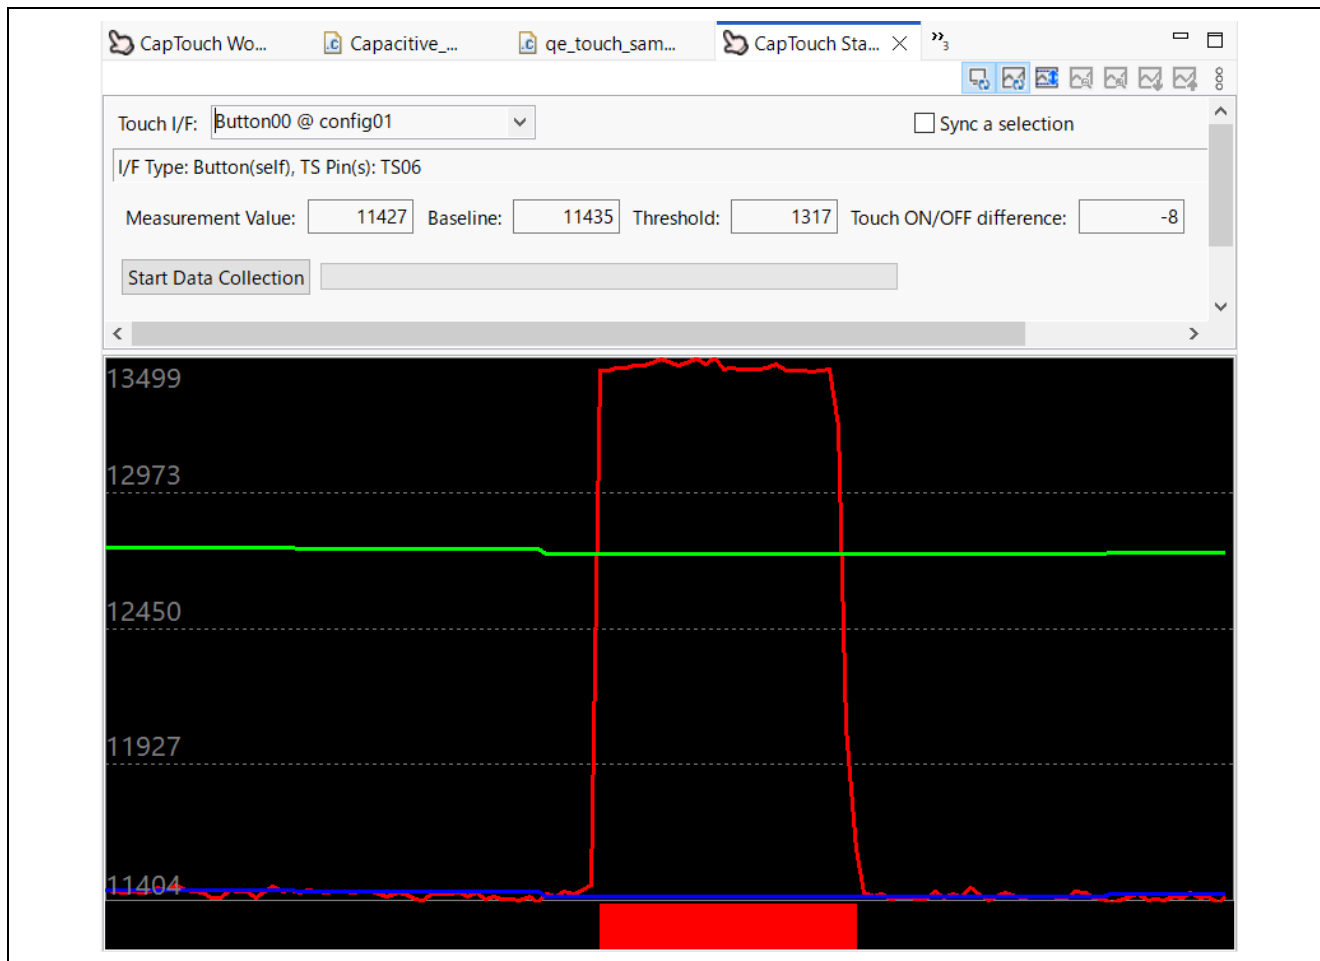 CapTouch Wo... Capacitive_... qe_touch_sam... CapTouch Sta... »3
Touch I/F: Button00 @ config01 Sync a selection
I/F Type: Button(self), TS Pin(s): TS06
Measurement Value: 11427 Baseline: 11435 Threshold: 1317 Touch ON/OFF difference: -8
Start Data Collection
13499
12973
12450
11927
11404